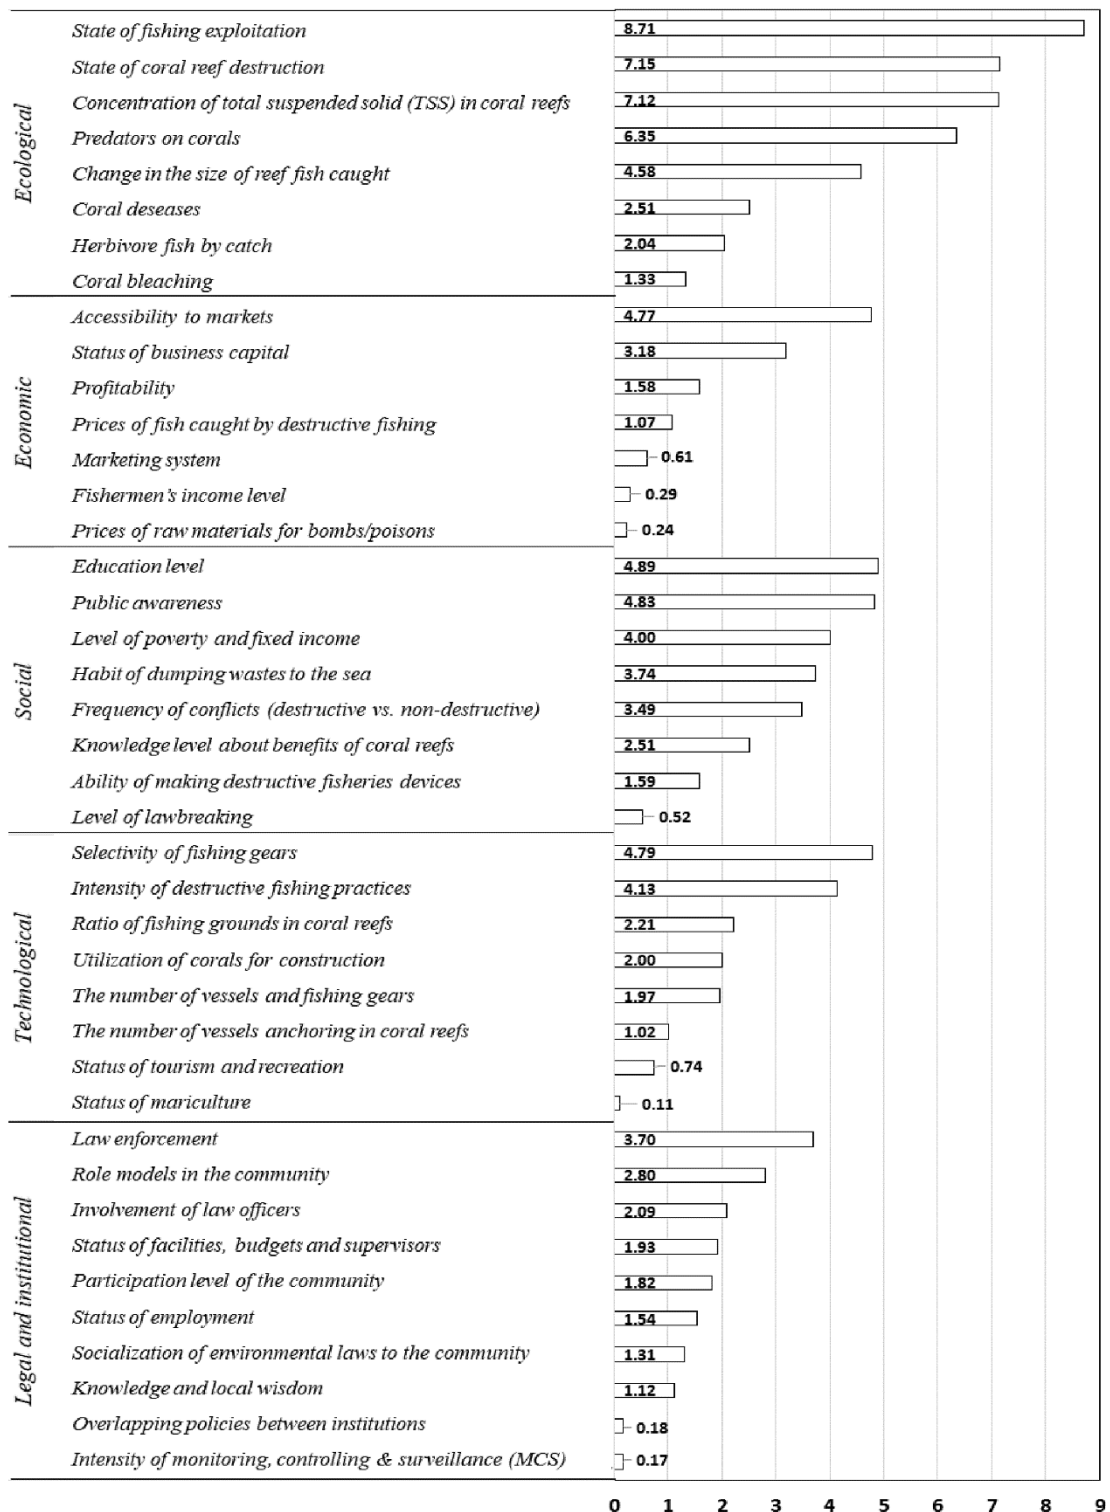 Ecological
State of fishing exploitation 8.71
State of coral reef destruction 7.15
Concentration of total suspended solid (TSS) in coral reefs 7.12
Predators on corals 6.35
Change in the size of reef fish caught 4.58
Coral deseases 2.51
Herbivore fish by catch 2.04
Coral bleaching 1.33
Economic
Accessibility to markets 4.77
Status of business capital 3.18
Profitability 1.58
Prices of fish caught by destructive fishing 1.07
Marketing system 0.61
Fishermen's income level 0.29
Prices of raw materials for bombs/poisons 0.24
Social
Education level 4.89
Public awareness 4.83
Level of poverty and fixed income 4.00
Habit of dumping wastes to the sea 3.74
Frequency of conflicts (destructive vs. non-destructive) 3.49
Knowledge level about benefits of coral reefs 2.51
Ability of making destructive fisheries devices 1.59
Level of lawbreaking 0.52
Technological
Selectivity of fishing gears 4.79
Intensity of destructive fishing practices 4.13
Ratio of fishing grounds in coral reefs 2.21
Utilization of corals for construction 2.00
The number of vessels and fishing gears 1.97
The number of vessels anchoring in coral reefs 1.02
Status of tourism and recreation 0.74
Status of mariculture 0.11
Legal and institutional
Law enforcement 3.70
Role models in the community 2.80
Involvement of law officers 2.09
Status of facilities, budgets and supervisors 1.93
Participation level of the community 1.82
Status of employment 1.54
Socialization of environmental laws to the community 1.31
Knowledge and local wisdom 1.12
Overlapping policies between institutions 0.18
Intensity of monitoring, controlling & surveillance (MCS) 0.17
0 1 2 3 4 5 6 7 8 9